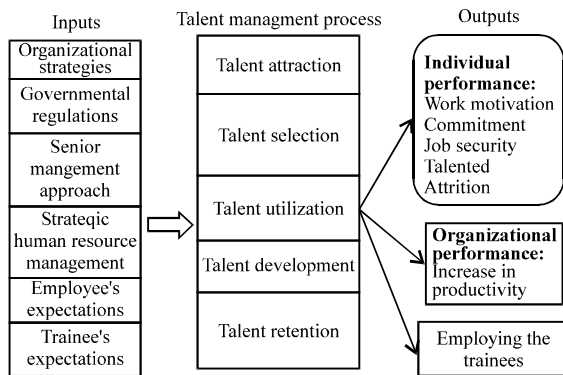 Inputs
Organizational
strategies
Governmental
regulations
Senior
mangement
approach
Strateqic
human resource
management
Employee's
expectations
Trainee's
expectations
Talent managment process
Talent attraction
Talent selection
Talent utilization
Talent development
Talent retention
Outputs
Individual
performance:
Work motivation
Commitment
Job security
Talented
Attrition
Organizational
performance:
Increase in
productivity
Employing the
trainees